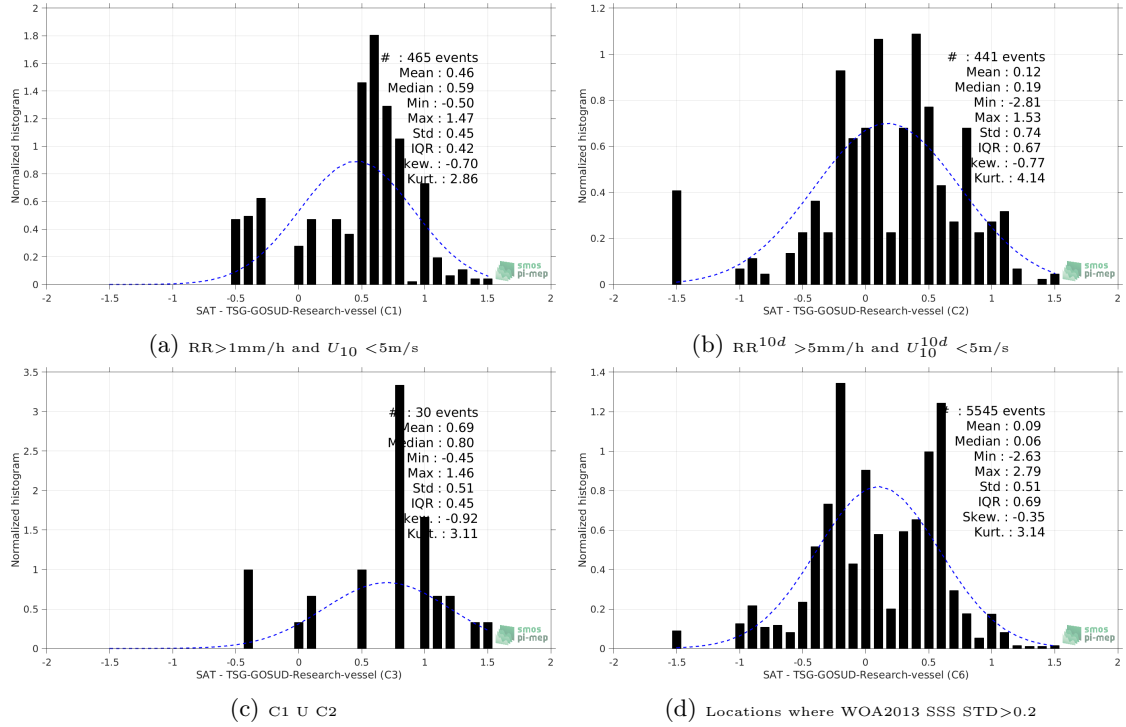 2
1.8
1.6
1.4
1.2
1
0.8
0.6
0.4
0.2
0
Normalized histogram
# : 465 events
Mean : 0.46
Median : 0.59
Min : -0.50
Max : 1.47
Std : 0.45
IQR : 0.42
Skew. : -0.70
Kurt. : 2.86
smos
pi-mep
-2 -1.5 -1 -0.5 0 0.5 1 1.5 2
SAT - TSG-GOSUD-Research-vessel (C1)
(a) RR>1mm/h and U10 <5m/s
1.2
1
0.8
0.6
0.4
0.2
0
Normalized histogram
# : 441 events
Mean : 0.12
Median : 0.19
Min : -2.81
Max : 1.53
Std : 0.74
IQR : 0.67
Skew. : -0.77
Kurt. : 4.14
smos
pi-mep
-2 -1.5 -1 -0.5 0 0.5 1 1.5 2
SAT - TSG-GOSUD-Research-vessel (C2)
(b) RR^10d >5mm/h and U10^10d <5m/s
3.5
3
2.5
2
1.5
1
0.5
0
Normalized histogram
# : 30 events
Mean : 0.69
Median : 0.80
Min : -0.45
Max : 1.46
Std : 0.51
IQR : 0.45
Skew. : -0.92
Kurt. : 3.11
smos
pi-mep
-2 -1.5 -1 -0.5 0 0.5 1 1.5 2
SAT - TSG-GOSUD-Research-vessel (C3)
(c) C1 U C2
1.4
1.2
1
0.8
0.6
0.4
0.2
0
Normalized histogram
# : 5545 events
Mean : 0.09
Median : 0.06
Min : -2.63
Max : 2.79
Std : 0.51
IQR : 0.69
Skew. : -0.35
Kurt. : 3.14
smos
pi-mep
-2 -1.5 -1 -0.5 0 0.5 1 1.5 2
SAT - TSG-GOSUD-Research-vessel (C6)
(d) Locations where WOA2013 SSS STD>0.2